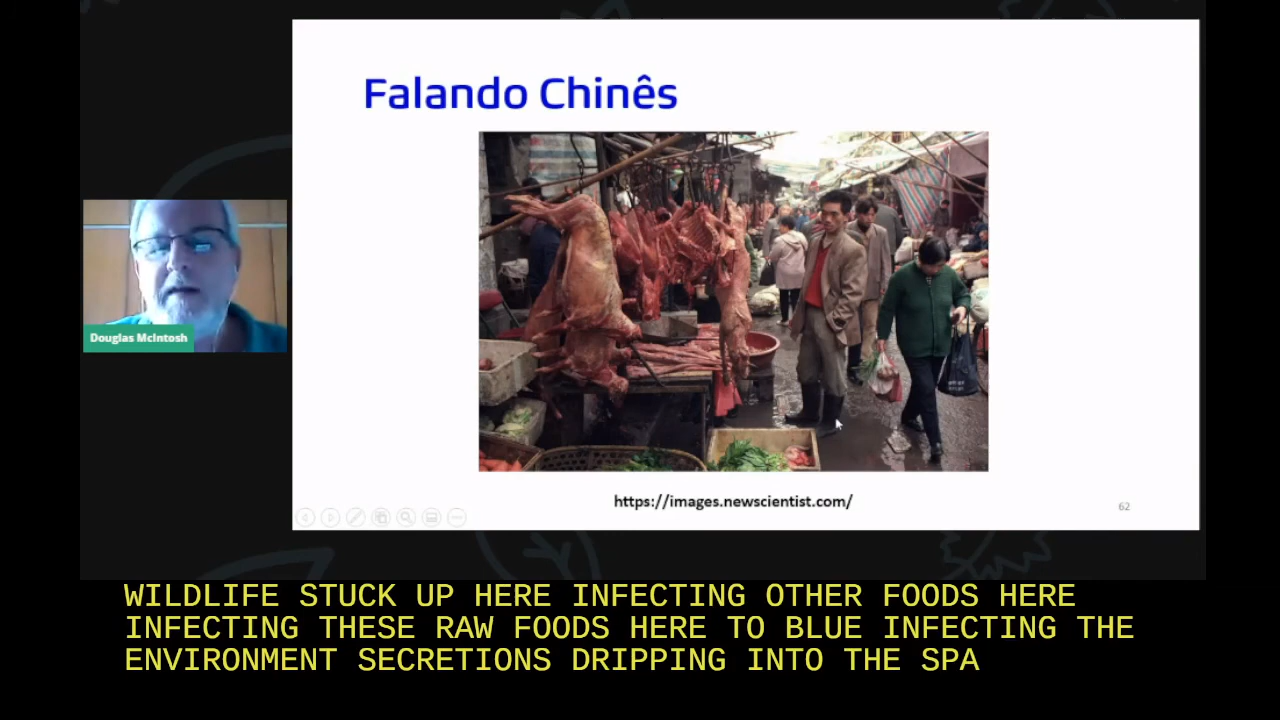 Falando Chinês
Douglas McIntosh
https://images.newscientist.com/
62
WILDLIFE STUCK UP HERE INFECTING OTHER FOODS HERE
INFECTING THESE RAW FOODS HERE TO BLUE INFECTING THE
ENVIRONMENT SECRETIONS DRIPPING INTO THE SPA